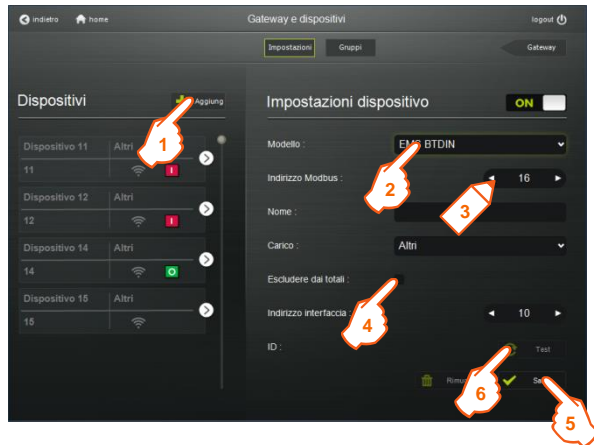 indietro home Gateway e dispositivi logout
Impostazioni Gruppi Gateway
Dispositivi Aggiung Impostazioni dispositivo ON
Dispositivo 11 Altri
11 I
Dispositivo 12 Altri
12 I
Dispositivo 14 Altri
14 O
Dispositivo 15 Altri
15
Modello : EMS BTDIN
Indirizzo Modbus : 16
Nome :
Carico : Altri
Escludere dai totali :
Indirizzo interfaccia : 10
ID : Test
1
2
3
4
6
5